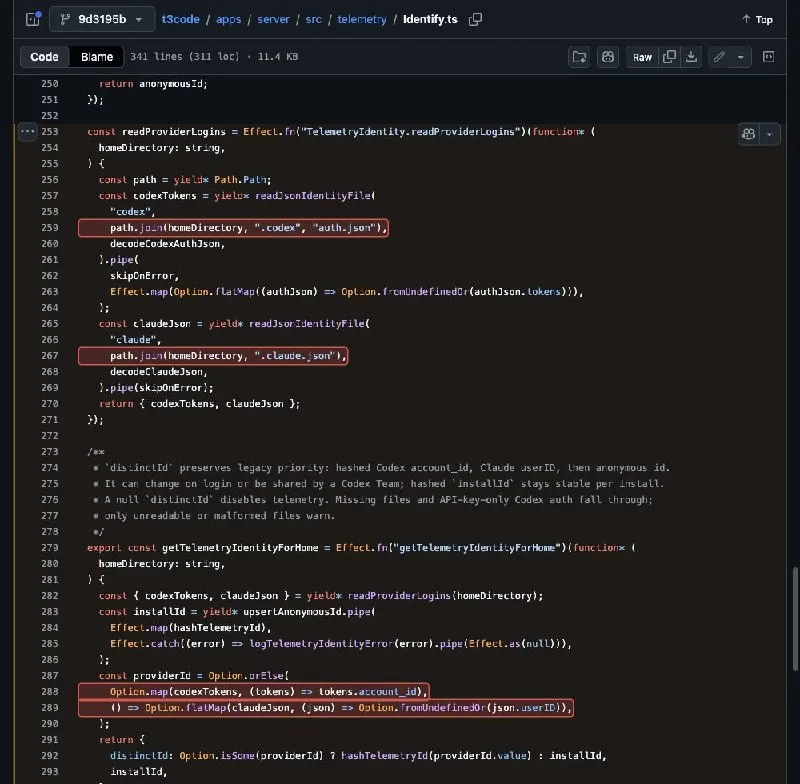 9d3195b
t3code / apps / server / src / telemetry / Identify.ts
Top
Code Blame 341 lines (311 loc) · 11.4 KB
Raw
250 return anonymousId;
251 });
252
253 const readProviderLogins = Effect.fn("TelemetryIdentity.readProviderLogins")(function* (
254 homeDirectory: string,
255 ) {
256 const path = yield* Path.Path;
257 const codexTokens = yield* readJsonIdentityFile(
258 "codex",
259 path.join(homeDirectory, ".codex", "auth.json"),
260 decodeCodexAuthJson,
261 ).pipe(
262 skipOnError,
263 Effect.map(Option.flatMap((authJson) => Option.fromUndefinedOr(authJson.tokens))),
264 );
265 const claudeJson = yield* readJsonIdentityFile(
266 "claude",
267 path.join(homeDirectory, ".claude.json"),
268 decodeClaudeJson,
269 ).pipe(skipOnError);
270 return { codexTokens, claudeJson };
271 });
272
273 /**
274 * `distinctId` preserves legacy priority: hashed Codex account_id, Claude userID, then anonymous id.
275 * It can change on login or be shared by a Codex Team; hashed `installId` stays stable per install.
276 * A null `distinctId` disables telemetry. Missing files and API-key-only Codex auth fall through;
277 * only unreadable or malformed files warn.
278 */
279 export const getTelemetryIdentityForHome = Effect.fn("getTelemetryIdentityForHome")(function* (
280 homeDirectory: string,
281 ) {
282 const { codexTokens, claudeJson } = yield* readProviderLogins(homeDirectory);
283 const installId = yield* upsertAnonymousId.pipe(
284 Effect.map(hashTelemetryId),
285 Effect.catch((error) => logTelemetryIdentityError(error).pipe(Effect.as(null))),
286 );
287 const providerId = Option.orElse(
288 Option.map(codexTokens, (tokens) => tokens.account_id),
289 () => Option.flatMap(claudeJson, (json) => Option.fromUndefinedOr(json.userID)),
290 );
291 return {
292 distinctId: Option.isSome(providerId) ? hashTelemetryId(providerId.value) : installId,
293 installId,